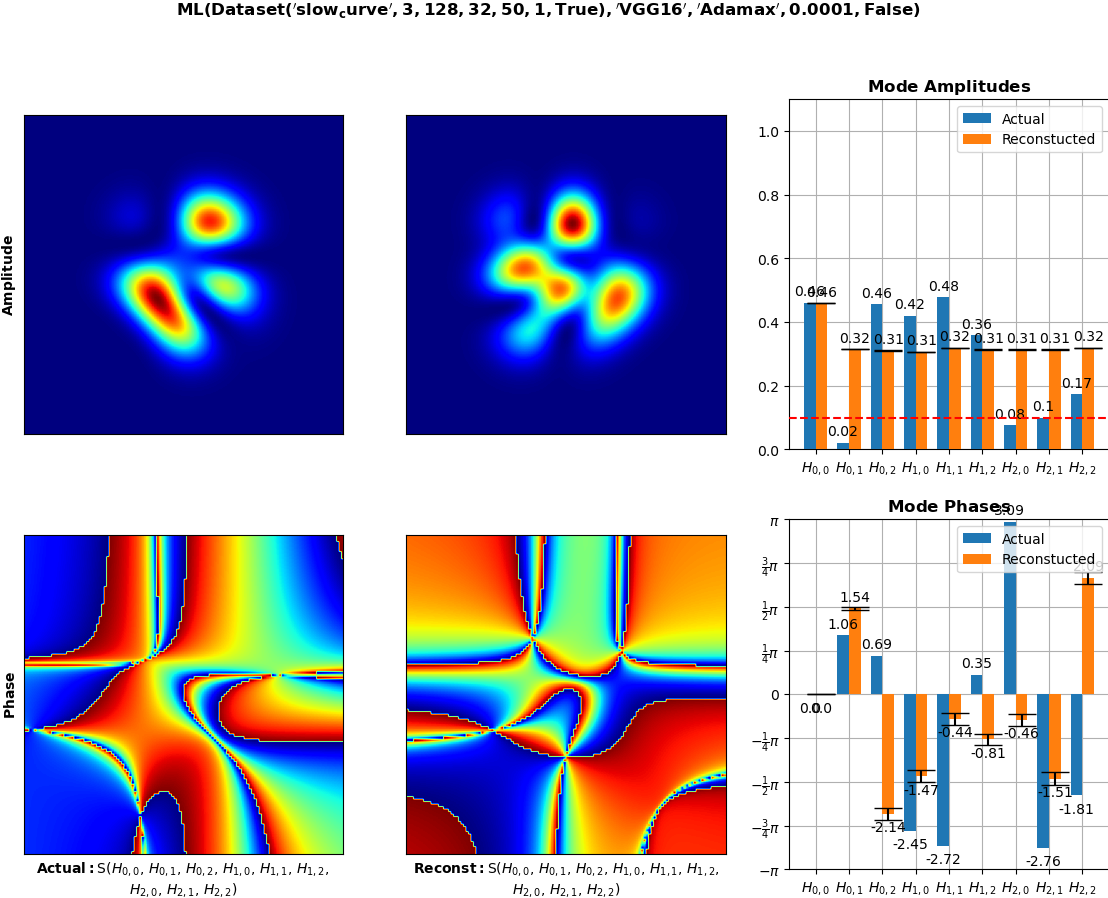 ML(Dataset('slow_curve', 3, 128, 32, 50, 1, True), 'VGG16', 'Adamax', 0.0001, False)
Amplitude
Mode Amplitudes
Actual
Reconstucted
1.0
0.8
0.6
0.4
0.2
0.0
0.46 0.46
0.02 0.32
0.46 0.31
0.42 0.31
0.48 0.32
0.36 0.31
0.08 0.31
0.1 0.31
0.17 0.32
H0,0 H0,1 H0,2 H1,0 H1,1 H1,2 H2,0 H2,1 H2,2
Phase
Mode Phases
Actual
Reconstucted
π
3/4π
1/2π
1/4π
0
−1/4π
−1/2π
−3/4π
−π
0.0 0.0
1.06 1.54
0.69 -2.14
-2.45 -1.47
-2.72 -0.44
0.35 -0.81
3.09 -0.46
-2.76 -1.51
-1.81
H0,0 H0,1 H0,2 H1,0 H1,1 H1,2 H2,0 H2,1 H2,2
Actual: S(H0,0, H0,1, H0,2, H1,0, H1,1, H1,2,
H2,0, H2,1, H2,2)
Reconst: S(H0,0, H0,1, H0,2, H1,0, H1,1, H1,2,
H2,0, H2,1, H2,2)